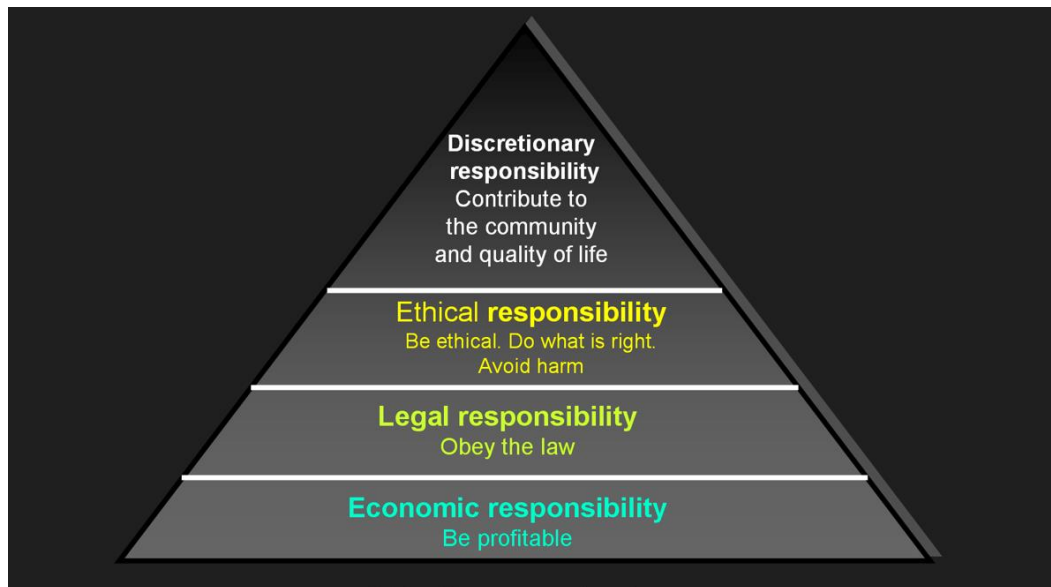 Discretionary
responsibility
Contribute to
the community
and quality of life
Ethical responsibility
Be ethical. Do what is right.
Avoid harm
Legal responsibility
Obey the law
Economic responsibility
Be profitable